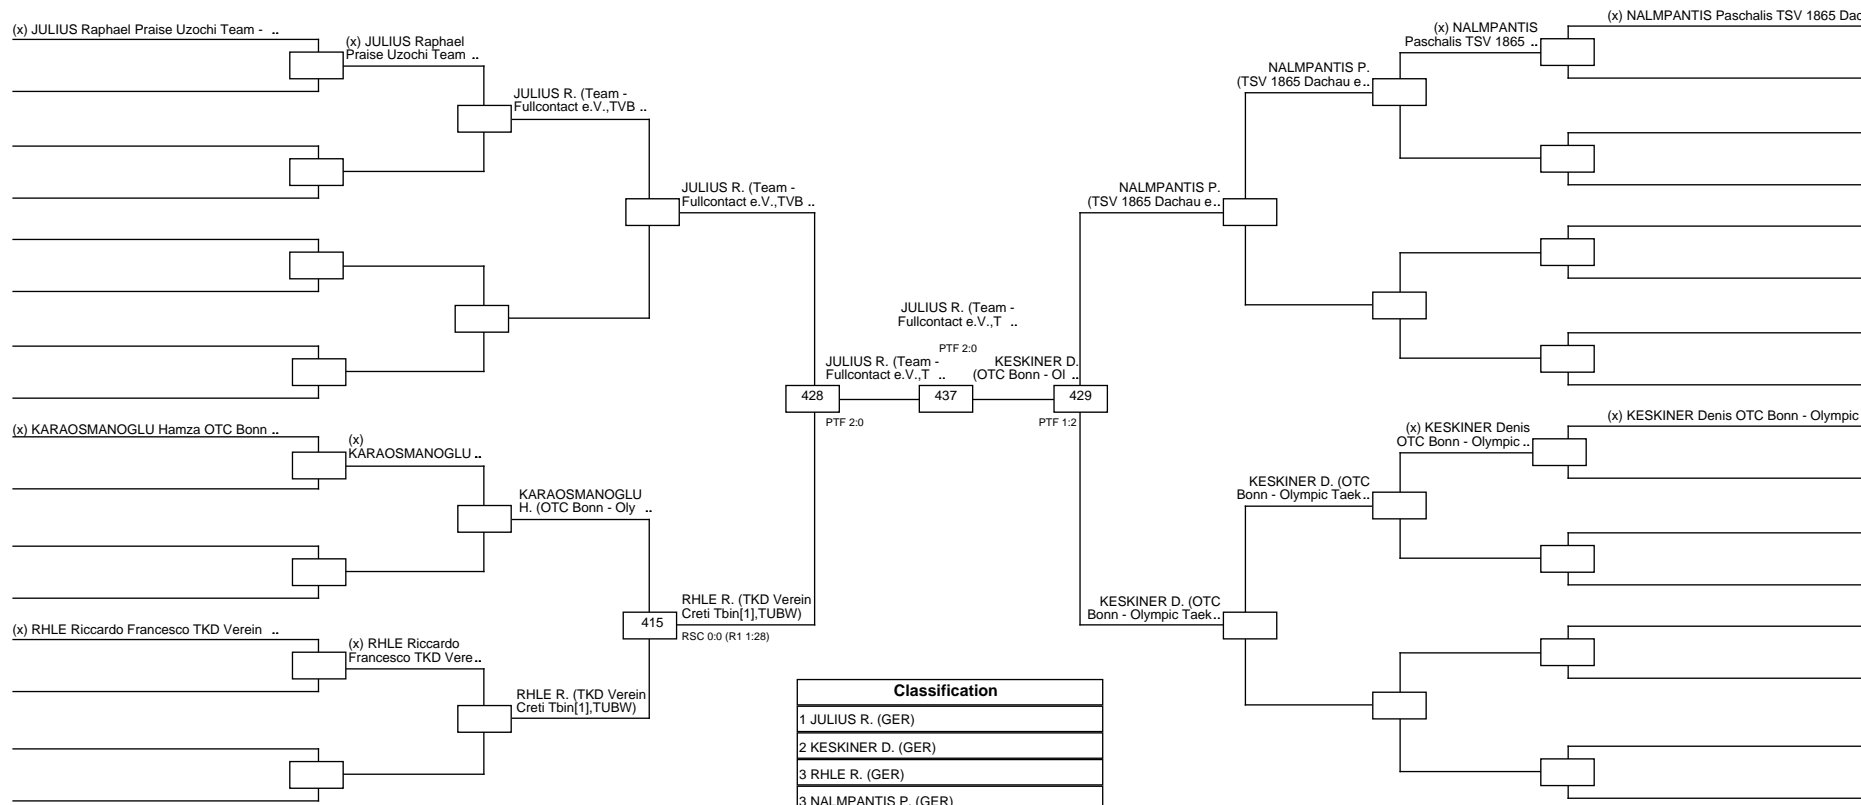 (x) JULIUS Raphael Praise Uzochi Team - ..
(x) JULIUS Raphael
Praise Uzochi Team ..
JULIUS R. (Team -
Fullcontact e.V.,TVB ..
JULIUS R. (Team -
Fullcontact e.V.,TVB ..
(x) KARAOSMANOGLU Hamza OTC Bonn ..
(x)
KARAOSMANOGLU ..
KARAOSMANOGLU
H. (OTC Bonn - Oly ..
(x) RHLE Riccardo Francesco TKD Verein ..
(x) RHLE Riccardo
Francesco TKD Vere..
RHLE R. (TKD Verein
Creti Tbin[1],TUBW)
415
RHLE R. (TKD Verein
Creti Tbin[1],TUBW)
RSC 0:0 (R1 1:28)
JULIUS R. (Team -
Fullcontact e.V.,T ..
PTF 2:0
JULIUS R. (Team -
Fullcontact e.V.,T ..
KESKINER D.
(OTC Bonn - Ol ..
428
437
429
PTF 2:0
PTF 1:2
(x) NALMPANTIS Paschalis TSV 1865 Dac
(x) NALMPANTIS
Paschalis TSV 1865 ..
NALMPANTIS P.
(TSV 1865 Dachau e..
NALMPANTIS P.
(TSV 1865 Dachau e..
(x) KESKINER Denis OTC Bonn - Olympic
(x) KESKINER Denis
OTC Bonn - Olympic ..
KESKINER D. (OTC
Bonn - Olympic Taek..
KESKINER D. (OTC
Bonn - Olympic Taek..
Classification
1 JULIUS R. (GER)
2 KESKINER D. (GER)
3 RHLE R. (GER)
3 NALMPANTIS P. (GER)